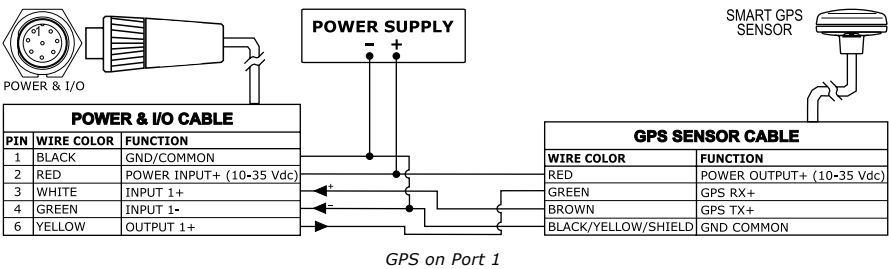 SMART GPS
SENSOR
POWER SUPPLY
- +
1
POWER & I/O
POWER & I/O CABLE
PIN WIRE COLOR FUNCTION
1 BLACK GND/COMMON
2 RED POWER INPUT+ (10-35 Vdc)
3 WHITE INPUT 1+
4 GREEN INPUT 1-
6 YELLOW OUTPUT 1+
+
-
GPS SENSOR CABLE
WIRE COLOR FUNCTION
RED POWER OUTPUT+ (10-35 Vdc)
GREEN GPS RX+
BROWN GPS TX+
BLACK/YELLOW/SHIELD GND COMMON
GPS on Port 1